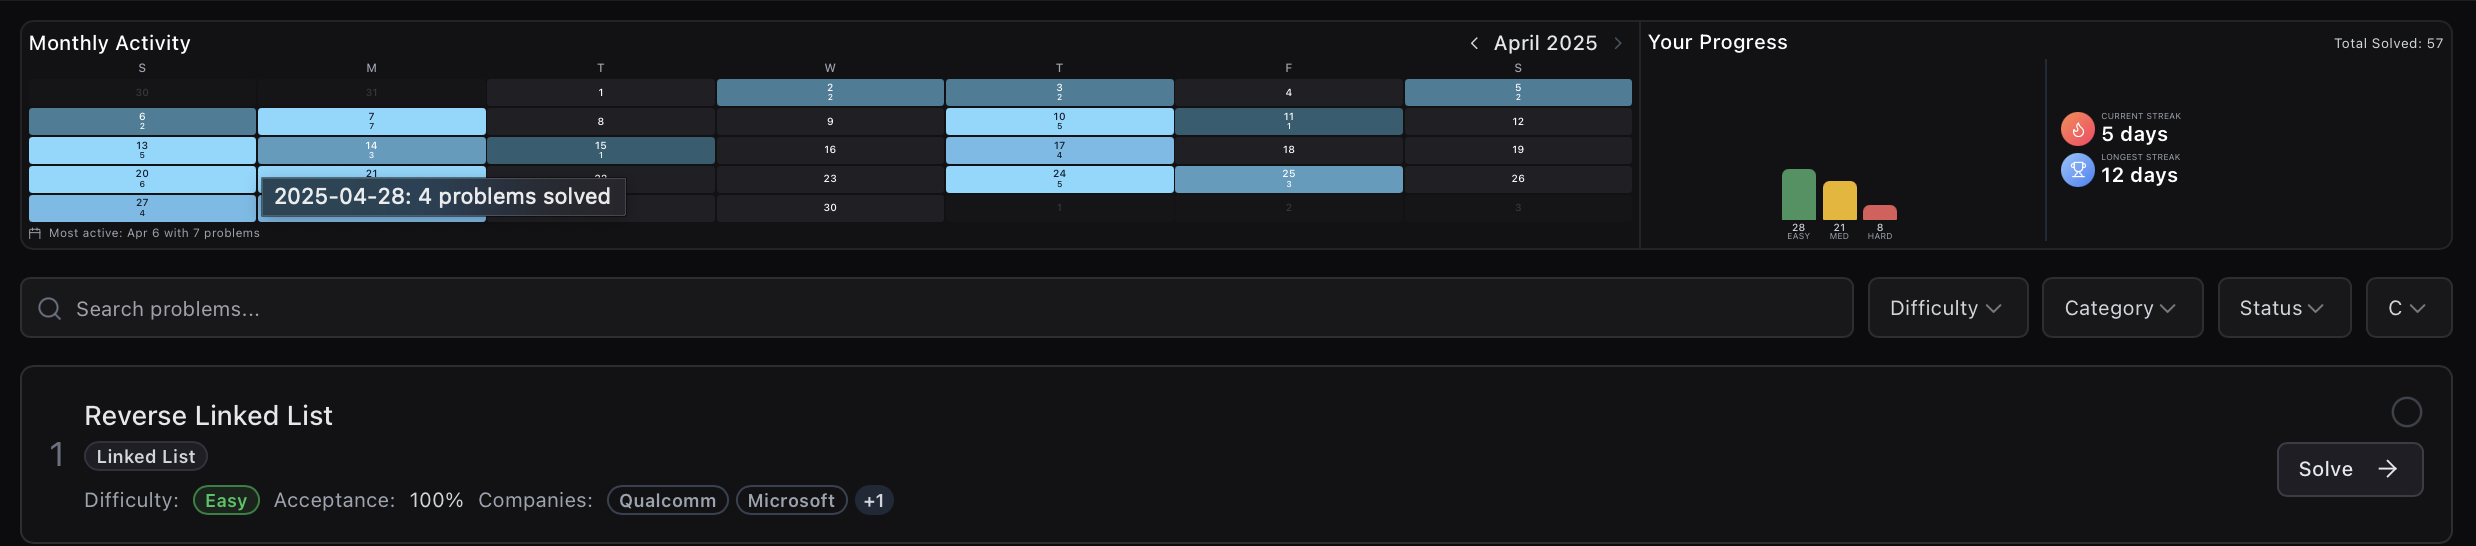 Monthly Activity
April 2025
S M T W T F S
30 31 1 2 3 4 5
2 2 2
6 7 8 9 10 11 12
2 7 5 1
13 14 15 16 17 18 19
5 3 1 4
20 21 23 24 25 26
6 5 3
27 30 1 2 3
4
2025-04-28: 4 problems solved
Most active: Apr 6 with 7 problems
Your Progress
Total Solved: 57
28 21 8
EASY MED HARD
CURRENT STREAK
5 days
LONGEST STREAK
12 days
Search problems...
Difficulty
Category
Status
C
Reverse Linked List
1
Linked List
Difficulty: Easy Acceptance: 100% Companies: Qualcomm Microsoft +1
Solve